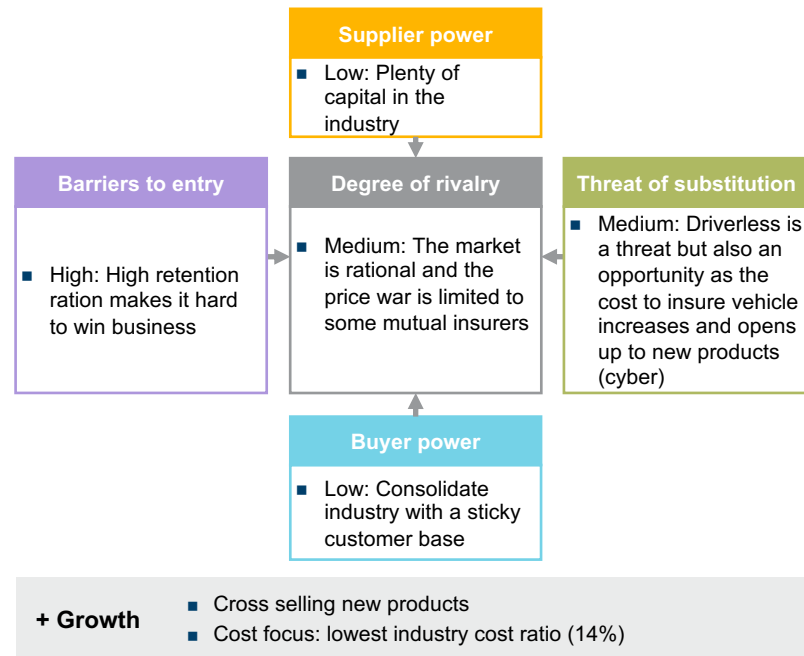 Supplier power
Low: Plenty of
capital in the
industry
Barriers to entry
High: High retention
ration makes it hard
to win business
Degree of rivalry
Medium: The market
is rational and the
price war is limited to
some mutual insurers
Threat of substitution
Medium: Driverless is
a threat but also an
opportunity as the
cost to insure vehicle
increases and opens
up to new products
(cyber)
Buyer power
Low: Consolidate
industry with a sticky
customer base
+ Growth
Cross selling new products
Cost focus: lowest industry cost ratio (14%)